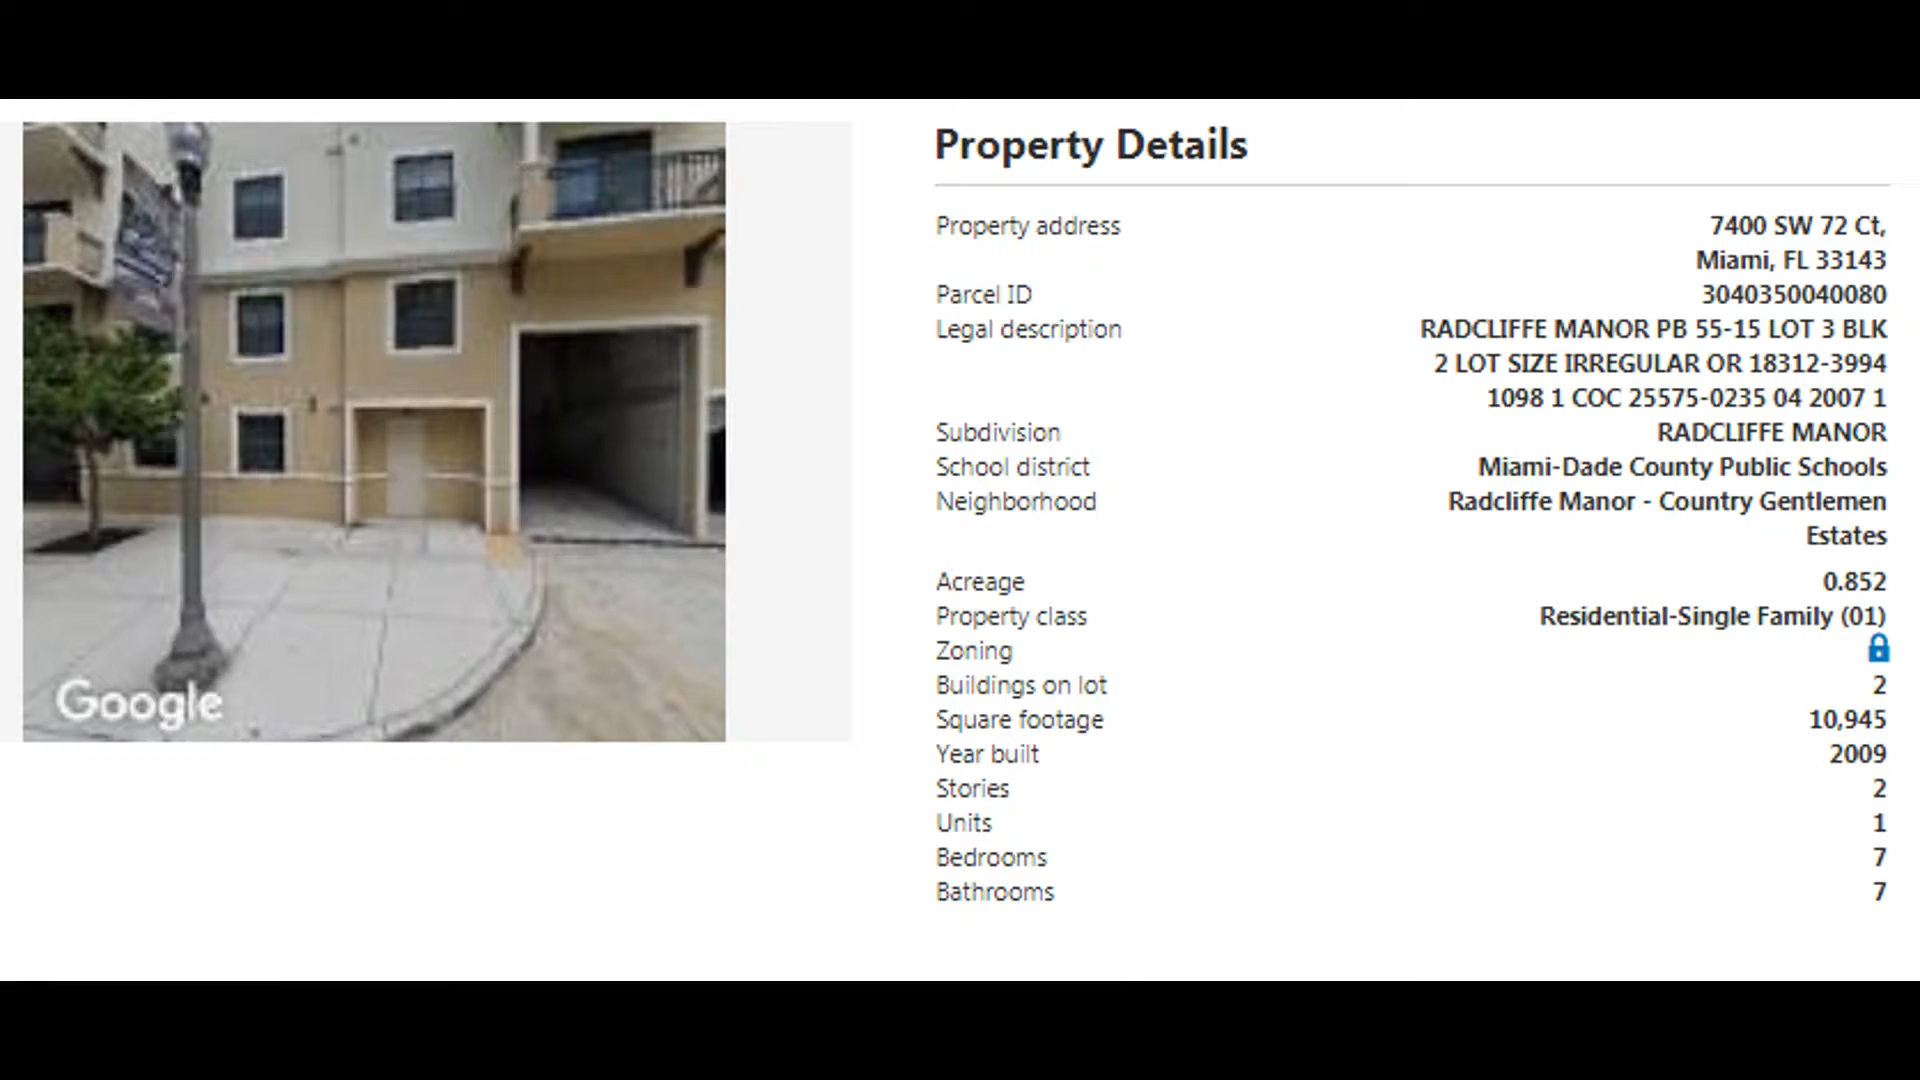 Property Details
Property address 7400 SW 72 Ct,
Miami, FL 33143
Parcel ID 3040350040080
Legal description RADCLIFFE MANOR PB 55-15 LOT 3 BLK
2 LOT SIZE IRREGULAR OR 18312-3994
1098 1 COC 25575-0235 04 2007 1
Subdivision RADCLIFFE MANOR
School district Miami-Dade County Public Schools
Neighborhood Radcliffe Manor - Country Gentlemen
Estates
Acreage 0.852
Property class Residential-Single Family (01)
Zoning
Buildings on lot 2
Square footage 10,945
Year built 2009
Stories 2
Units 1
Bedrooms 7
Bathrooms 7
Google